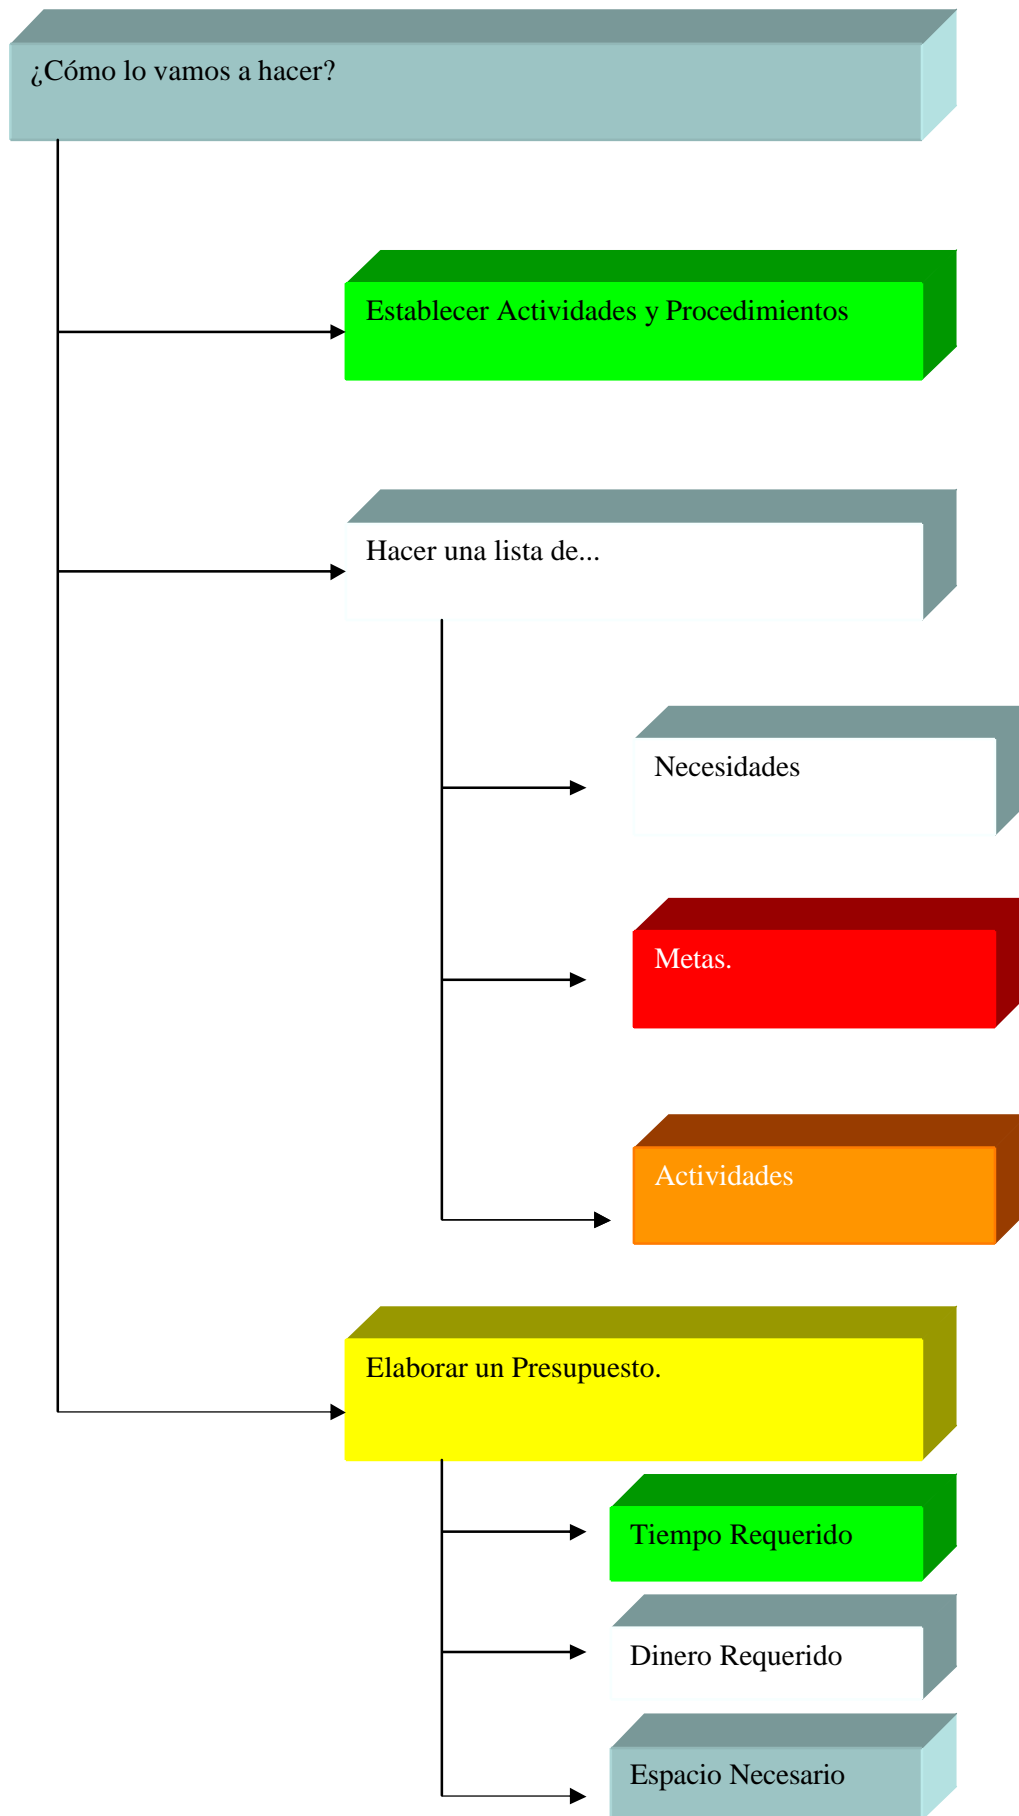 ¿Cómo lo vamos a hacer?
Establecer Actividades y Procedimientos
Hacer una lista de...
Necesidades
Metas.
Actividades
Elaborar un Presupuesto.
Tiempo Requerido
Dinero Requerido
Espacio Necesario